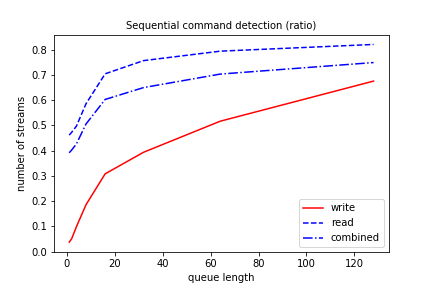 Sequential command detection (ratio)
number of streams
0.8
0.7
0.6
0.5
0.4
0.3
0.2
0.1
0.0
0 20 40 60 80 100 120
queue length
write
read
combined